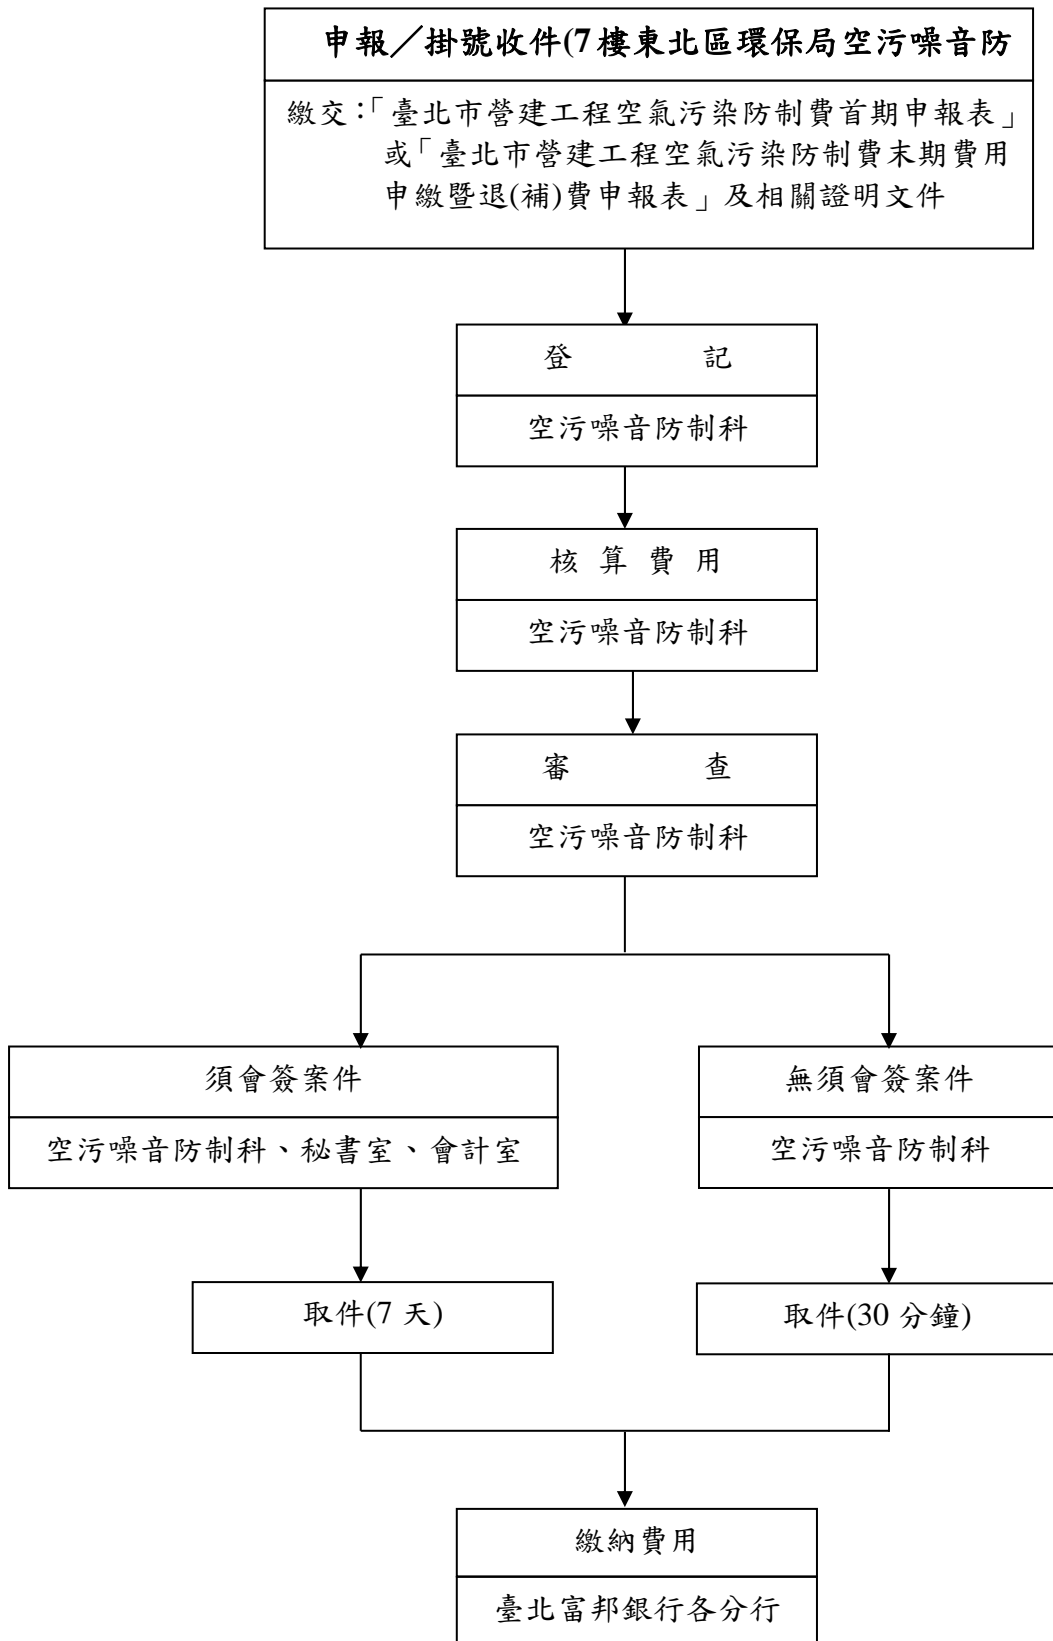 申報／掛號收件(7樓東北區環保局空污噪音防
繳交：「臺北市營建工程空氣污染防制費首期申報表」
或「臺北市營建工程空氣污染防制費末期費用
申繳暨退(補)費申報表」及相關證明文件
登 記
空污噪音防制科
核 算 費 用
空污噪音防制科
審 查
空污噪音防制科
須會簽案件
空污噪音防制科、秘書室、會計室
無須會簽案件
空污噪音防制科
取件(7 天)
取件(30 分鐘)
繳納費用
臺北富邦銀行各分行